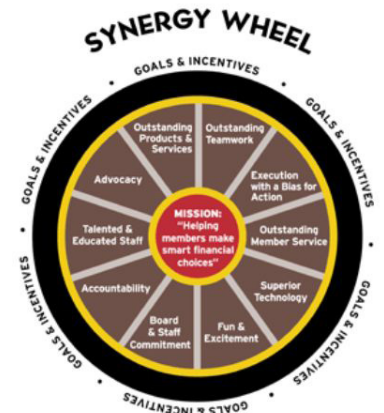 SYNERGY WHEEL
GOALS & INCENTIVES
GOALS & INCENTIVES
GOALS & INCENTIVES
GOALS & INCENTIVES
GOALS & INCENTIVES
GOALS & INCENTIVES
Outstanding
Products &
Services
Outstanding
Teamwork
Execution
with a Bias for
Action
Outstanding
Member Service
Superior
Technology
Fun &
Excitement
Board
& Staff
Commitment
Accountability
Talented &
Educated Staff
Advocacy
MISSION:
"Helping
members make
smart financial
choices"